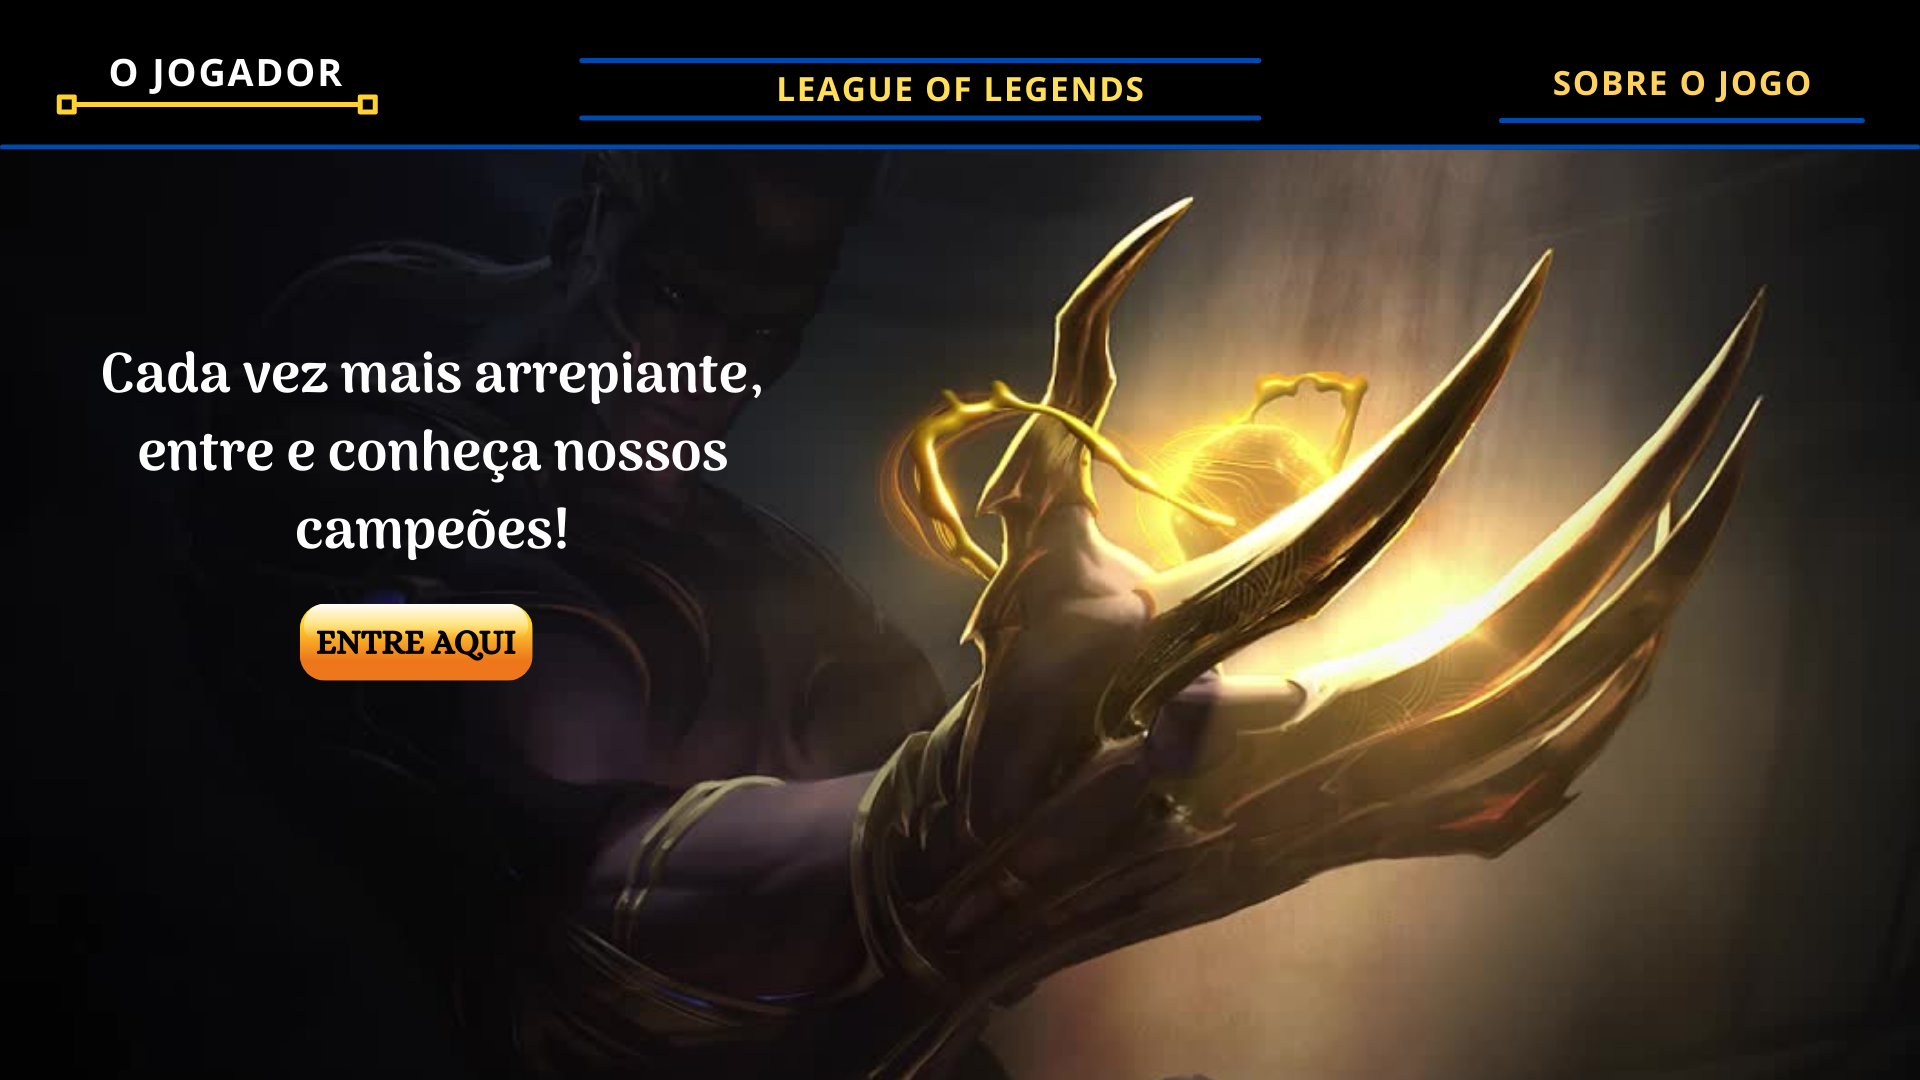 O JOGADOR
LEAGUE OF LEGENDS
SOBRE O JOGO
Cada vez mais arrepiante,
entre e conheça nossos
campeões!
ENTRE AQUI